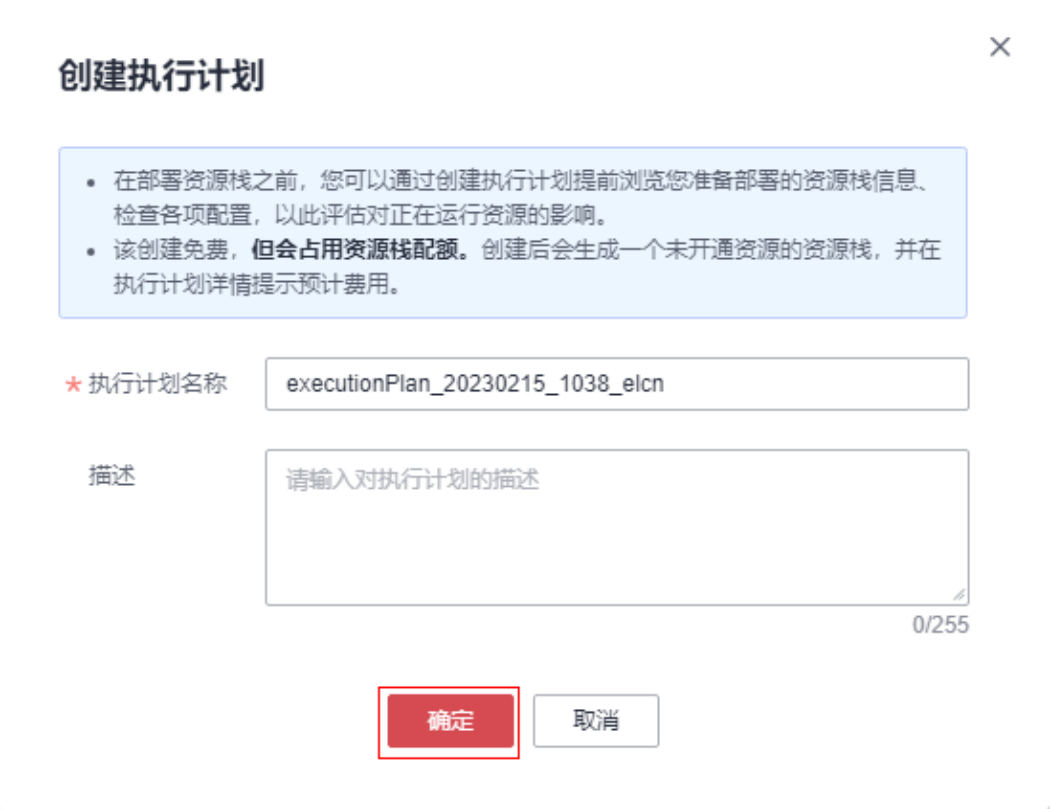 创建执行计划
• 在部署资源栈之前，您可以通过创建执行计划提前浏览您准备部署的资源栈信息、
检查各项配置，以此评估对正在运行资源的影响。
• 该创建免费，但会占用资源栈配额。创建后会生成一个未开通资源的资源栈，并在
执行计划详情提示预计费用。
★ 执行计划名称 executionPlan_20230215_1038_elcn
描述 请输入对执行计划的描述
0/255
确定 取消